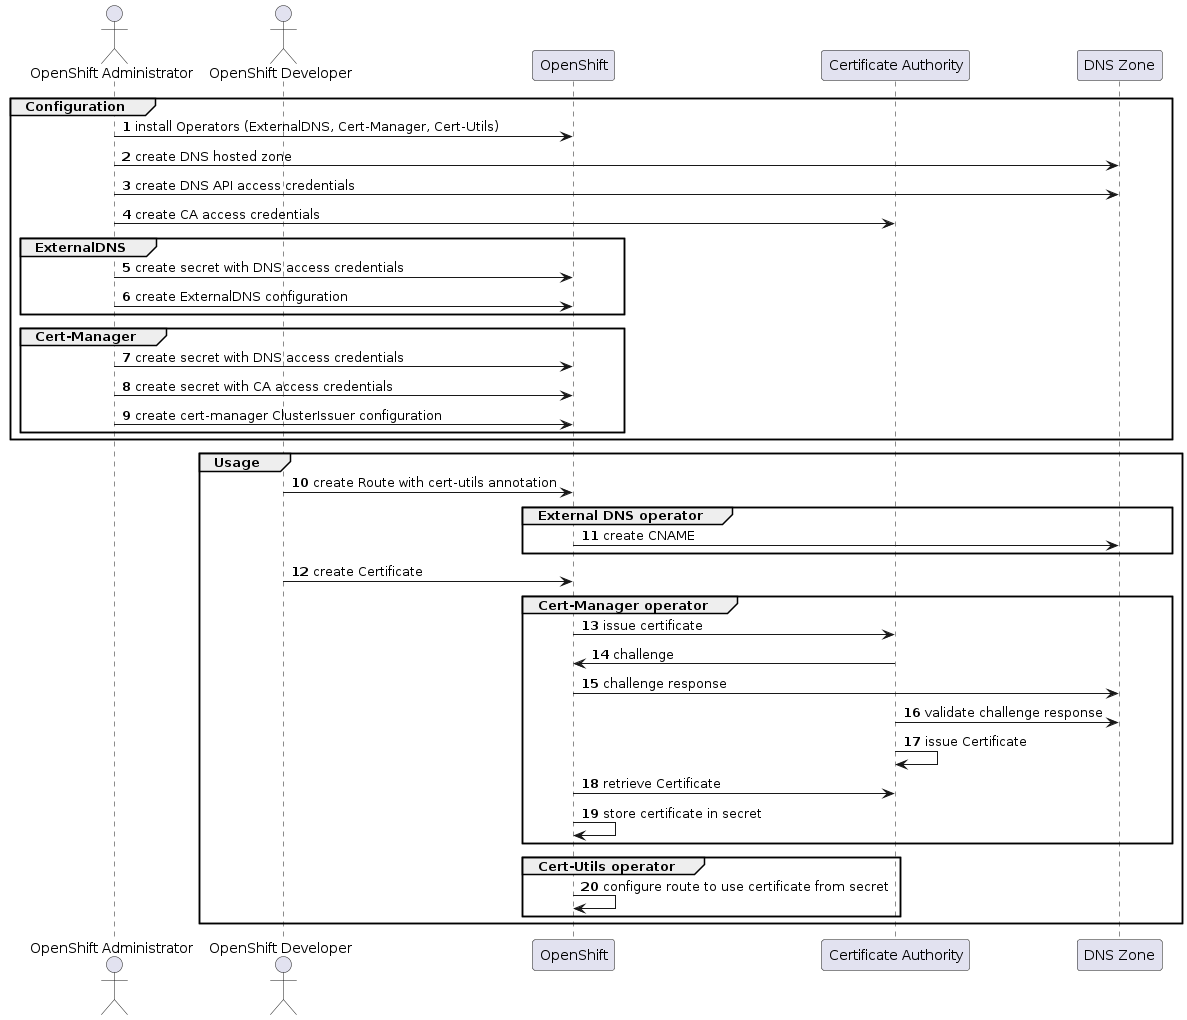 OpenShift Administrator
OpenShift Developer
OpenShift
Certificate Authority
DNS Zone
Configuration
1 install Operators (ExternalDNS, Cert-Manager, Cert-Utils)
2 create DNS hosted zone
3 create DNS API access credentials
4 create CA access credentials
ExternalDNS
5 create secret with DNS access credentials
6 create ExternalDNS configuration
Cert-Manager
7 create secret with DNS access credentials
8 create secret with CA access credentials
9 create cert-manager ClusterIssuer configuration
Usage
10 create Route with cert-utils annotation
External DNS operator
11 create CNAME
12 create Certificate
Cert-Manager operator
13 issue certificate
14 challenge
15 challenge response
16 validate challenge response
17 issue Certificate
18 retrieve Certificate
19 store certificate in secret
Cert-Utils operator
20 configure route to use certificate from secret
OpenShift Administrator
OpenShift Developer
OpenShift
Certificate Authority
DNS Zone